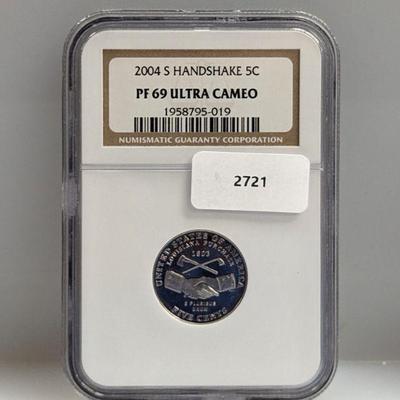 2004 S HANDSHAKE 5C
PF 69 ULTRA CAMEO
1958795-019
NUMISMATIC GUARANTY CORPORATION
2721
UNITED STATES OF AMERICA
LOUISIANA PURCHASE
1803
E PLURIBUS
UNUM
FIVE CENTS